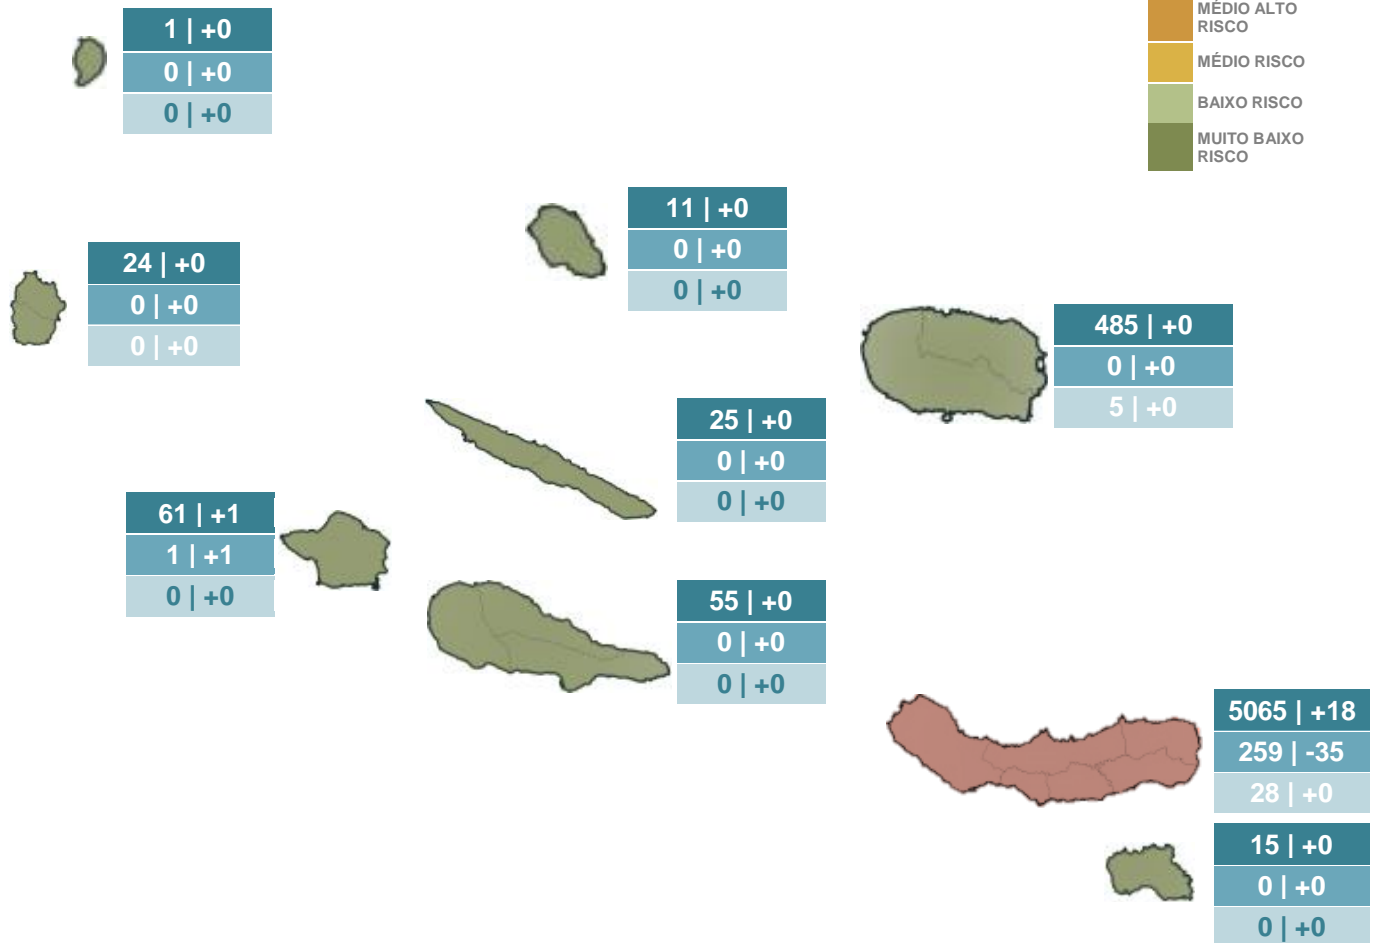 1 | +0
0 | +0
0 | +0
MÉDIO ALTO
RISCO
MÉDIO RISCO
BAIXO RISCO
MUITO BAIXO
RISCO
11 | +0
0 | +0
0 | +0
24 | +0
0 | +0
0 | +0
485 | +0
0 | +0
5 | +0
25 | +0
0 | +0
0 | +0
61 | +1
1 | +1
0 | +0
55 | +0
0 | +0
0 | +0
5065 | +18
259 | -35
28 | +0
15 | +0
0 | +0
0 | +0